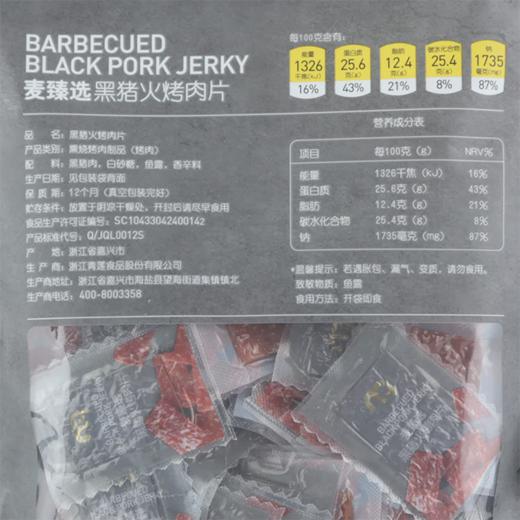 BARBECUED
BLACK PORK JERKY
麦臻选黑猪火烤肉片
每100克含有:
能量 蛋白质 脂肪 碳水化合物 钠
1326 25.6 12.4 25.4 1735
千焦(kJ) g g g 毫克(mg)
16% 43% 21% 8% 87%
品 名: 黑猪火烤肉片
产品类别: 熏烧烤肉制品 (烤肉)
配 料: 黑猪肉, 白砂糖, 鱼露, 香辛料
生产日期: 见包装袋背面
保 质 期: 12个月 (真空包装完好)
贮存条件: 放置于阴凉干燥处, 开封后请尽早食用
食品生产许可证编号: SC10433042400142
产品标准代号: Q/JQL0012S
产 地: 浙江省嘉兴市
生 产 商: 浙江青莲食品股份有限公司
生产商地址: 浙江省嘉兴市海盐县望海街道集镇镇北
生产商电话: 400-8003358
营养成分表
项目 每100克 (g) NRV%
能量 1326千焦 (kJ) 16%
蛋白质 25.6克 (g) 43%
脂肪 12.4克 (g) 21%
碳水化合物 25.4克 (g) 8%
钠 1735毫克 (mg) 87%
*温馨提示: 若遇胀包、漏气、变质, 请勿食用。
致敏物质: 鱼露
食用方法: 开袋即食
BARBECUED
BLACK PORK JERKY
BARBECUED
BLACK PORK JERKY